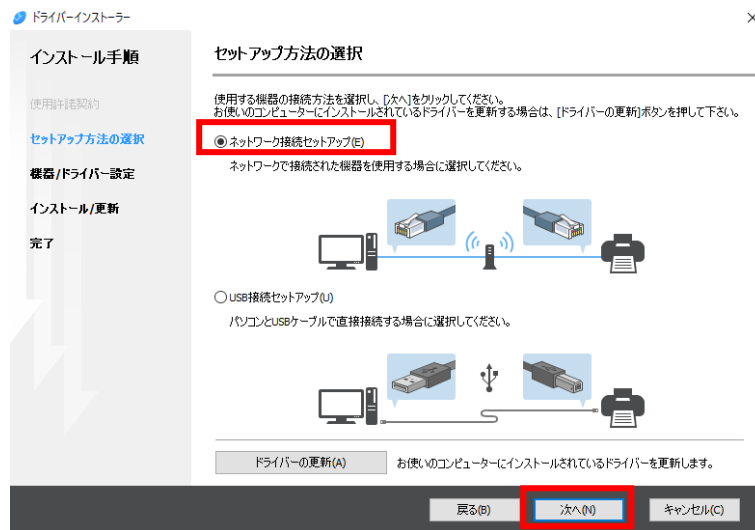 ドライバーインストーラー
インストール手順
使用許諾契約
セットアップ方法の選択
機器/ドライバー設定
インストール/更新
完了
セットアップ方法の選択
使用する機器の接続方法を選択し、[次へ]をクリックしてください。
お使いのコンピューターにインストールされているドライバーを更新する場合は、[ドライバーの更新]ボタンを押して下さい。
ネットワーク接続セットアップ(E)
ネットワークで接続された機器を使用する場合に選択してください。
USB接続セットアップ(U)
パソコンとUSBケーブルで直接接続する場合に選択してください。
ドライバーの更新(A)
お使いのコンピューターにインストールされているドライバーを更新します。
戻る(B)
次へ(N)
キャンセル(C)